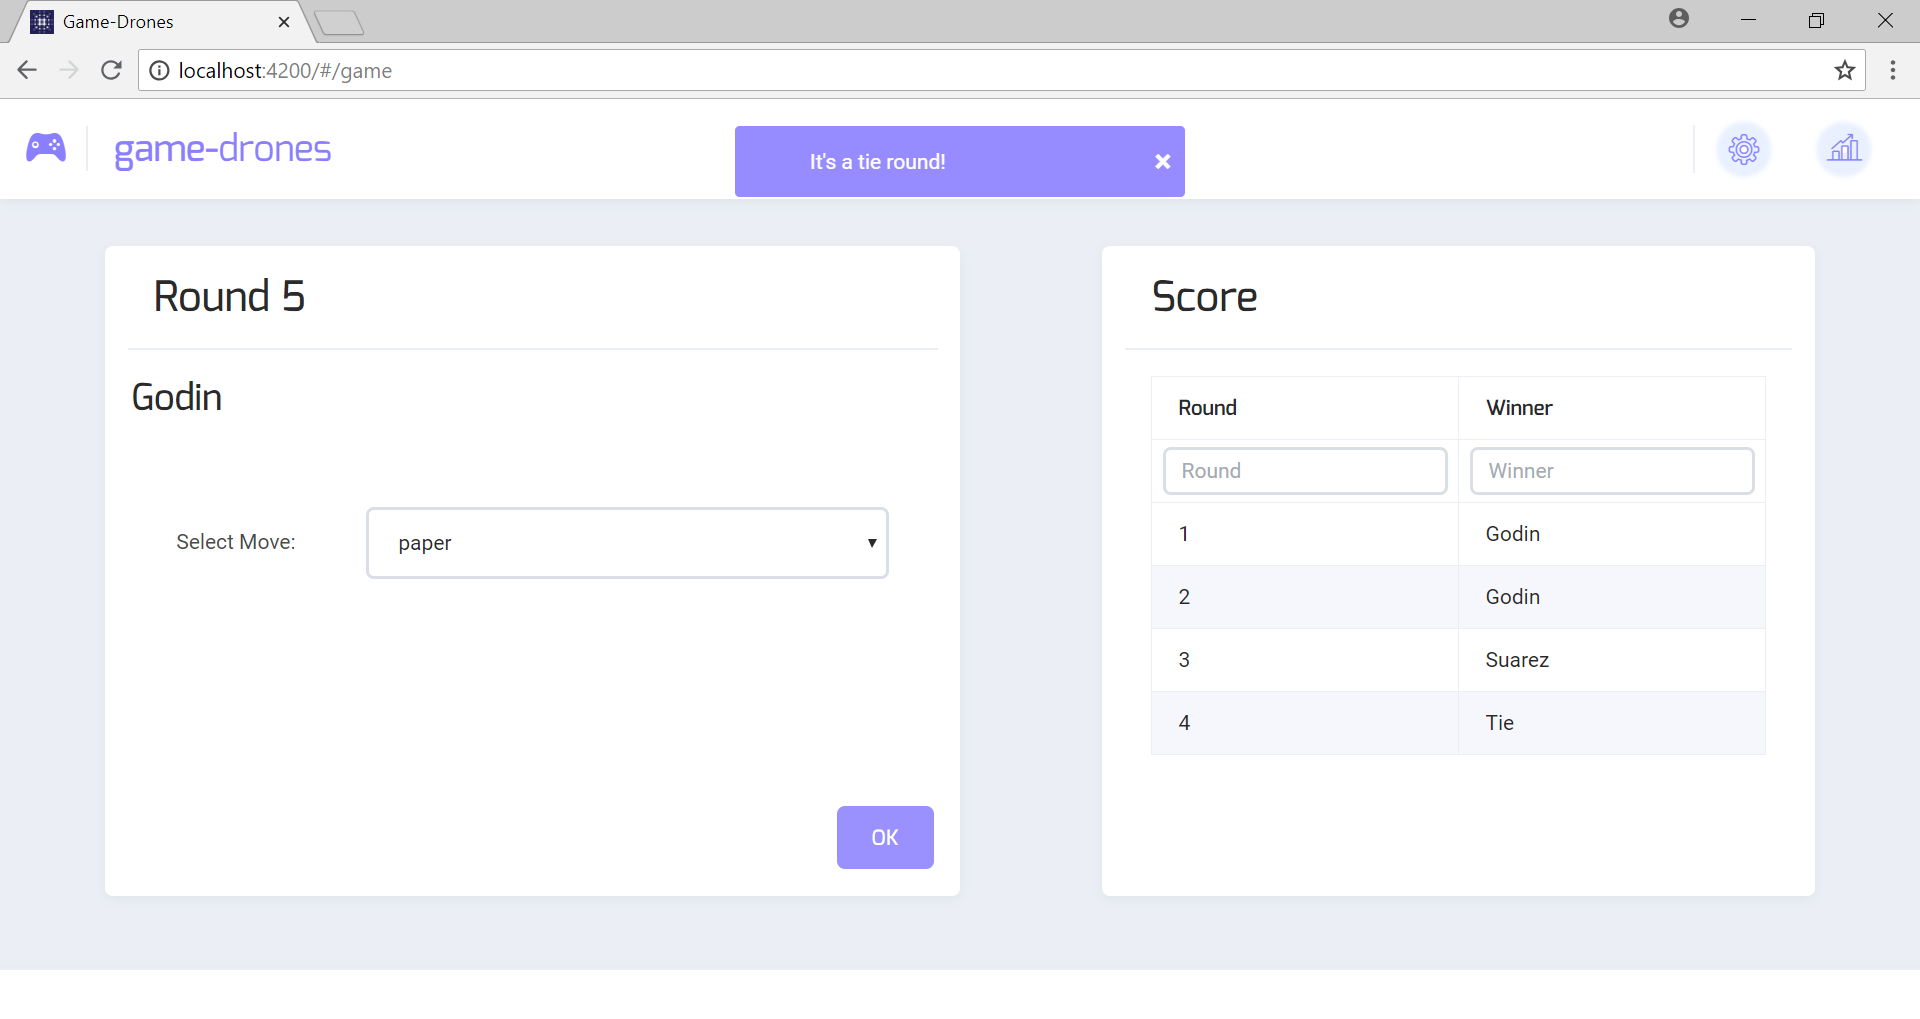 Game-Drones
localhost:4200/#/game
game-drones
It's a tie round!
Round 5
Godin
Select Move:
paper
OK
Score
Round Winner
Round Winner
1 Godin
2 Godin
3 Suarez
4 Tie